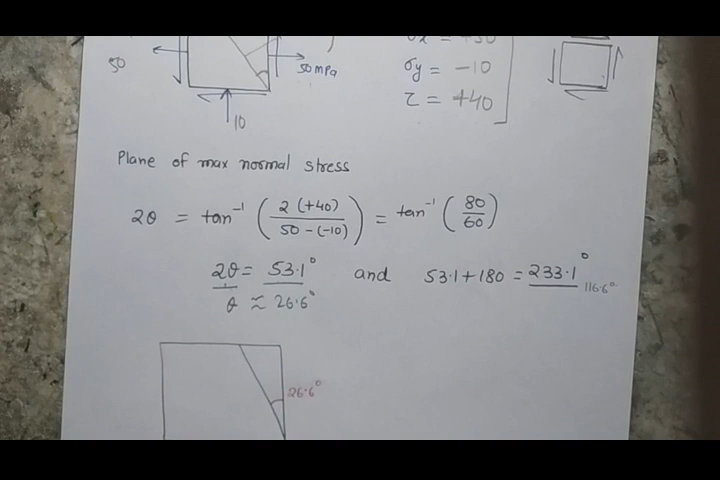 50
50 MPa
10
σy = -10
τ = +40
Plane of max normal stress
2θ = tan⁻¹ ( 2(+40) / 50-(-10) ) = tan⁻¹ ( 80 / 60 )
2θ = 53.1° and 53.1+180 = 233.1°
θ ≈ 26.6° 116.6°
26.6°